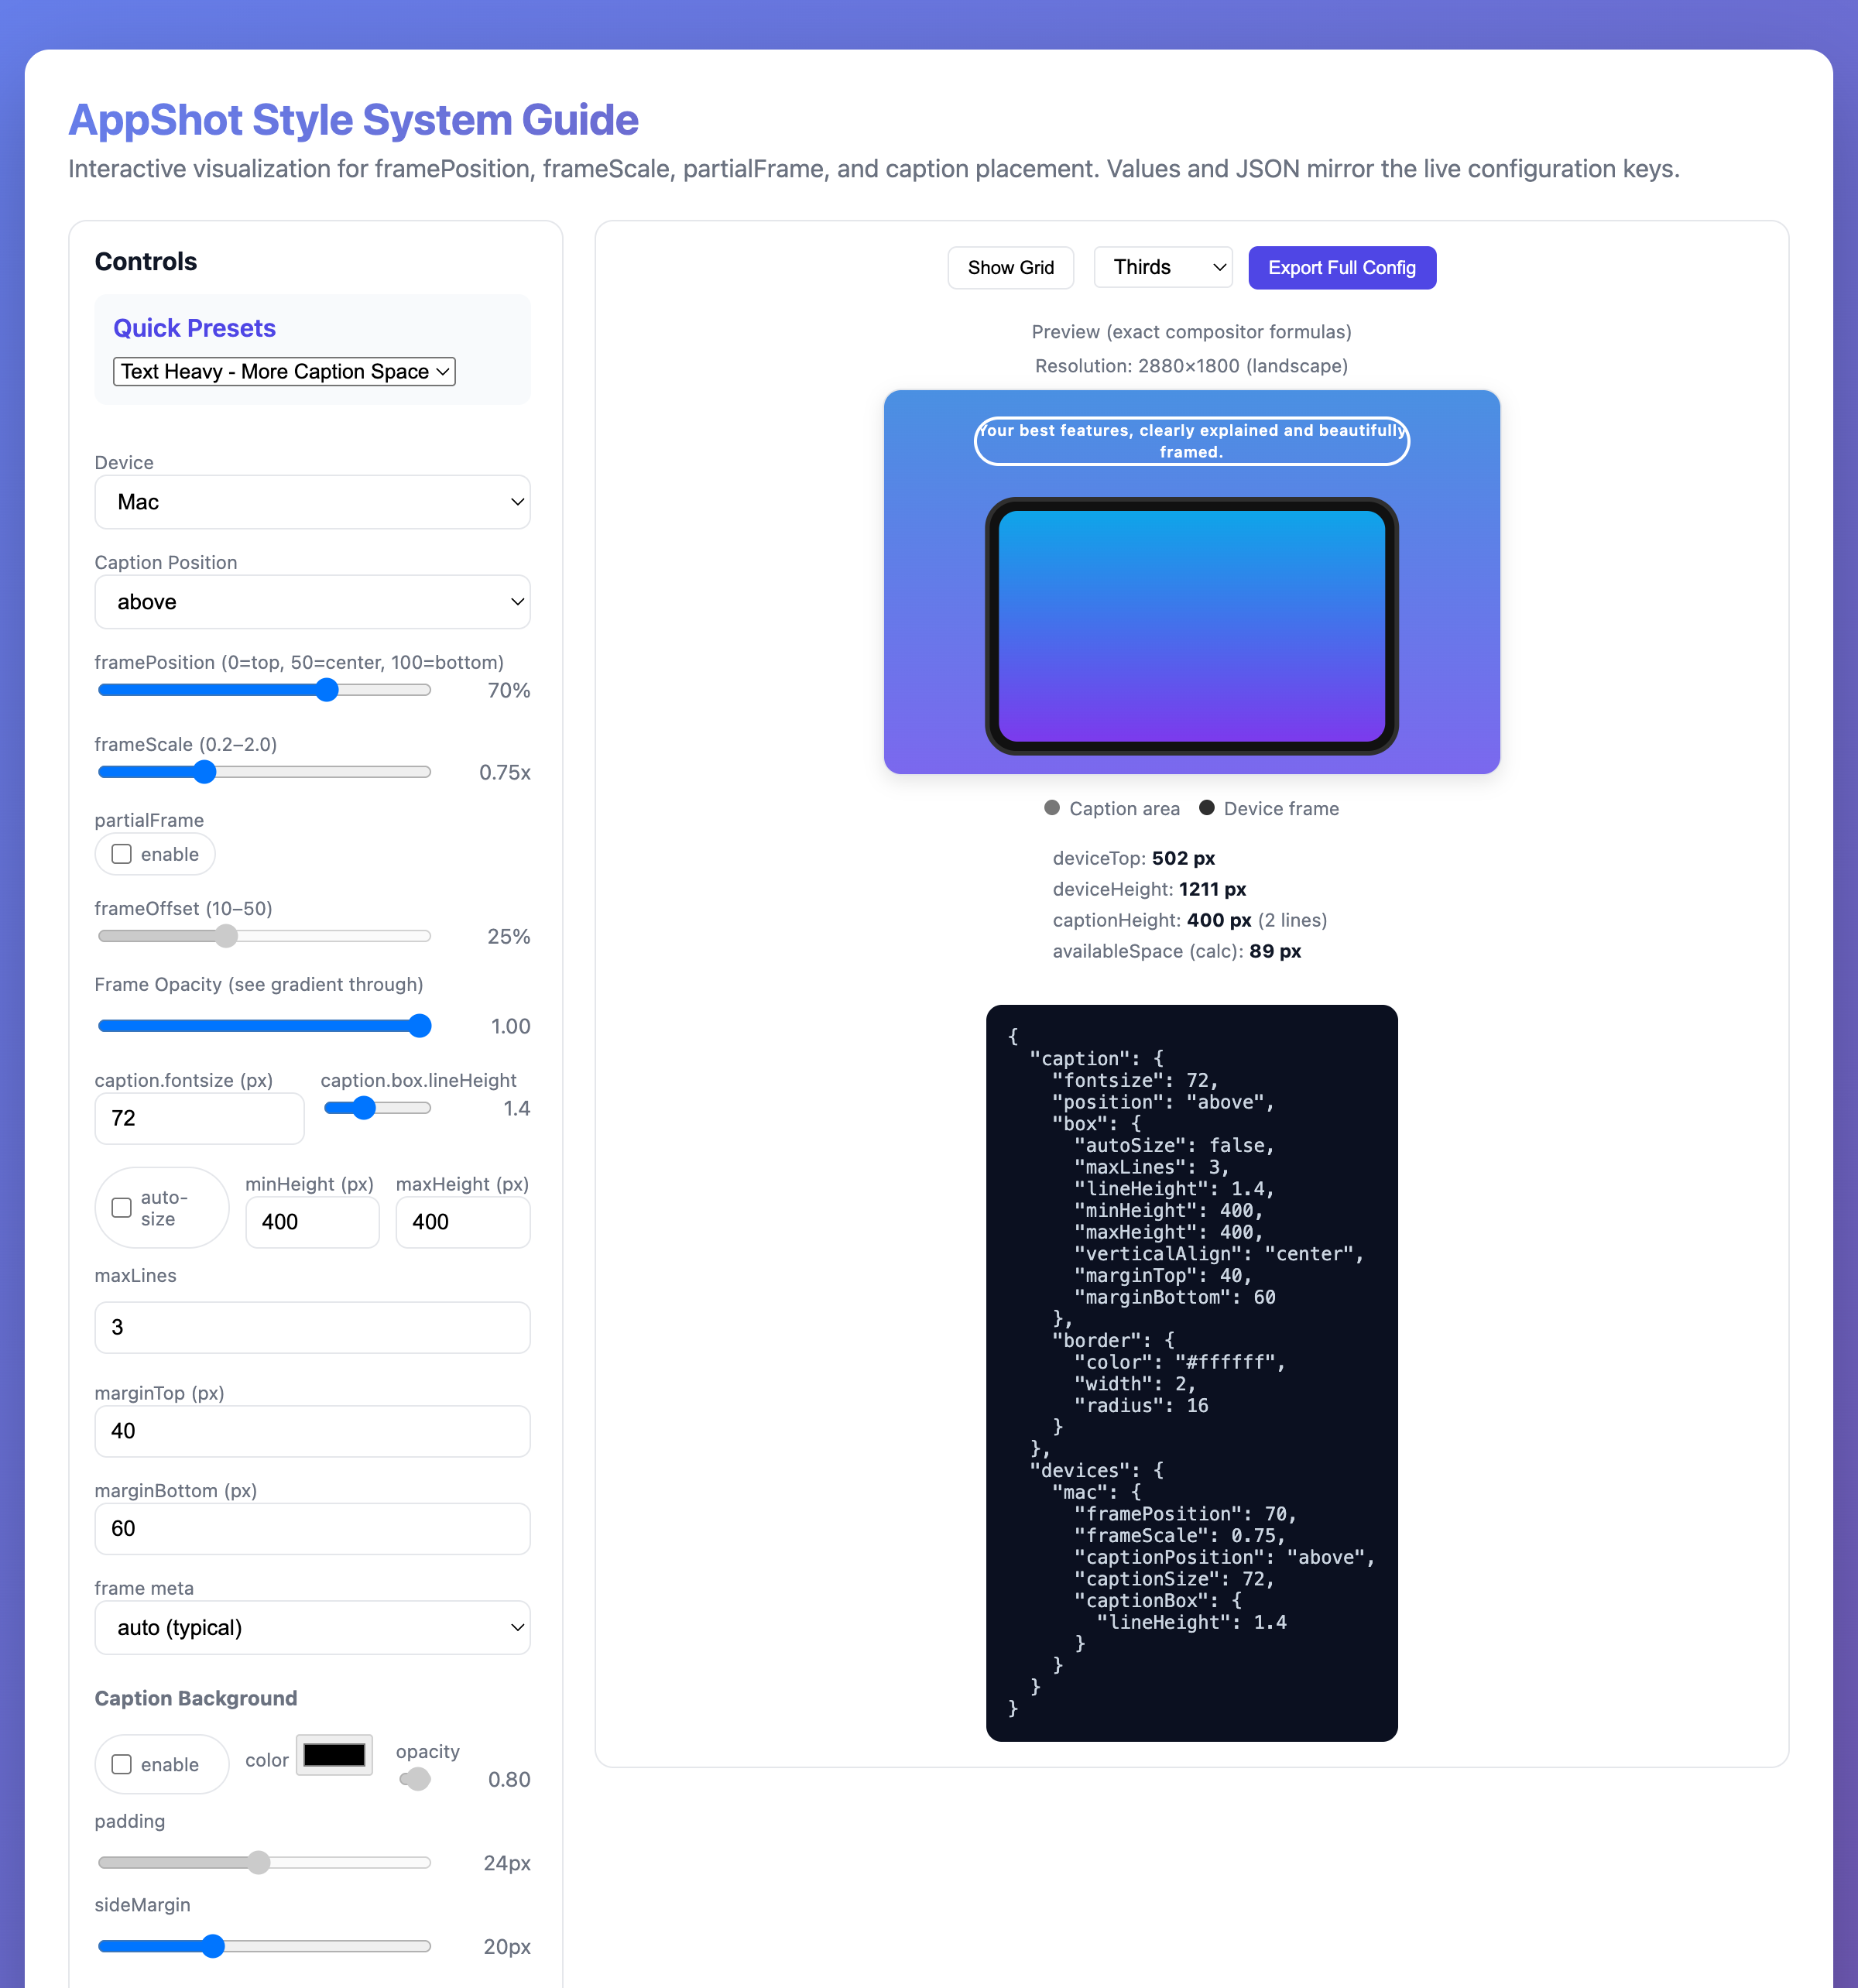 AppShot Style System Guide
Interactive visualization for framePosition, frameScale, partialFrame, and caption placement. Values and JSON mirror the live configuration keys.
Controls
Quick Presets
Text Heavy - More Caption Space
Device
Mac
Caption Position
above
framePosition (0=top, 50=center, 100=bottom)
70%
frameScale (0.2–2.0)
0.75x
partialFrame
enable
frameOffset (10–50)
25%
Frame Opacity (see gradient through)
1.00
caption.fontsize (px)
72
caption.box.lineHeight
1.4
auto-
size
minHeight (px)
400
maxHeight (px)
400
maxLines
3
marginTop (px)
40
marginBottom (px)
60
frame meta
auto (typical)
Caption Background
enable
color
opacity
0.80
padding
24px
sideMargin
20px
Show Grid
Thirds
Export Full Config
Preview (exact compositor formulas)
Resolution: 2880×1800 (landscape)
Your best features, clearly explained and beautifully
framed.
Caption area
Device frame
deviceTop: 502 px
deviceHeight: 1211 px
captionHeight: 400 px (2 lines)
availableSpace (calc): 89 px
{
"caption": {
"fontsize": 72,
"position": "above",
"box": {
"autoSize": false,
"maxLines": 3,
"lineHeight": 1.4,
"minHeight": 400,
"maxHeight": 400,
"verticalAlign": "center",
"marginTop": 40,
"marginBottom": 60
},
"border": {
"color": "#ffffff",
"width": 2,
"radius": 16
}
},
"devices": {
"mac": {
"framePosition": 70,
"frameScale": 0.75,
"captionPosition": "above",
"captionSize": 72,
"captionBox": {
"lineHeight": 1.4
}
}
}
}